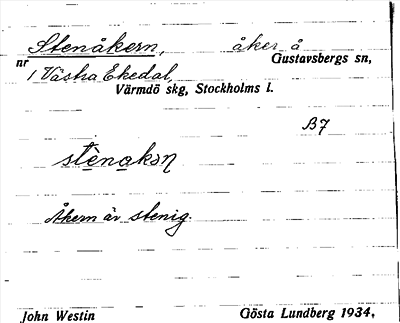 Stenåkern, åker å
nr Gustavsbergs sn,
1 Västra Ekedal,
Värmdö skg, Stockholms l.
B7
stènakən
Åkern är stenig.
John Westin Gösta Lundberg 1934,